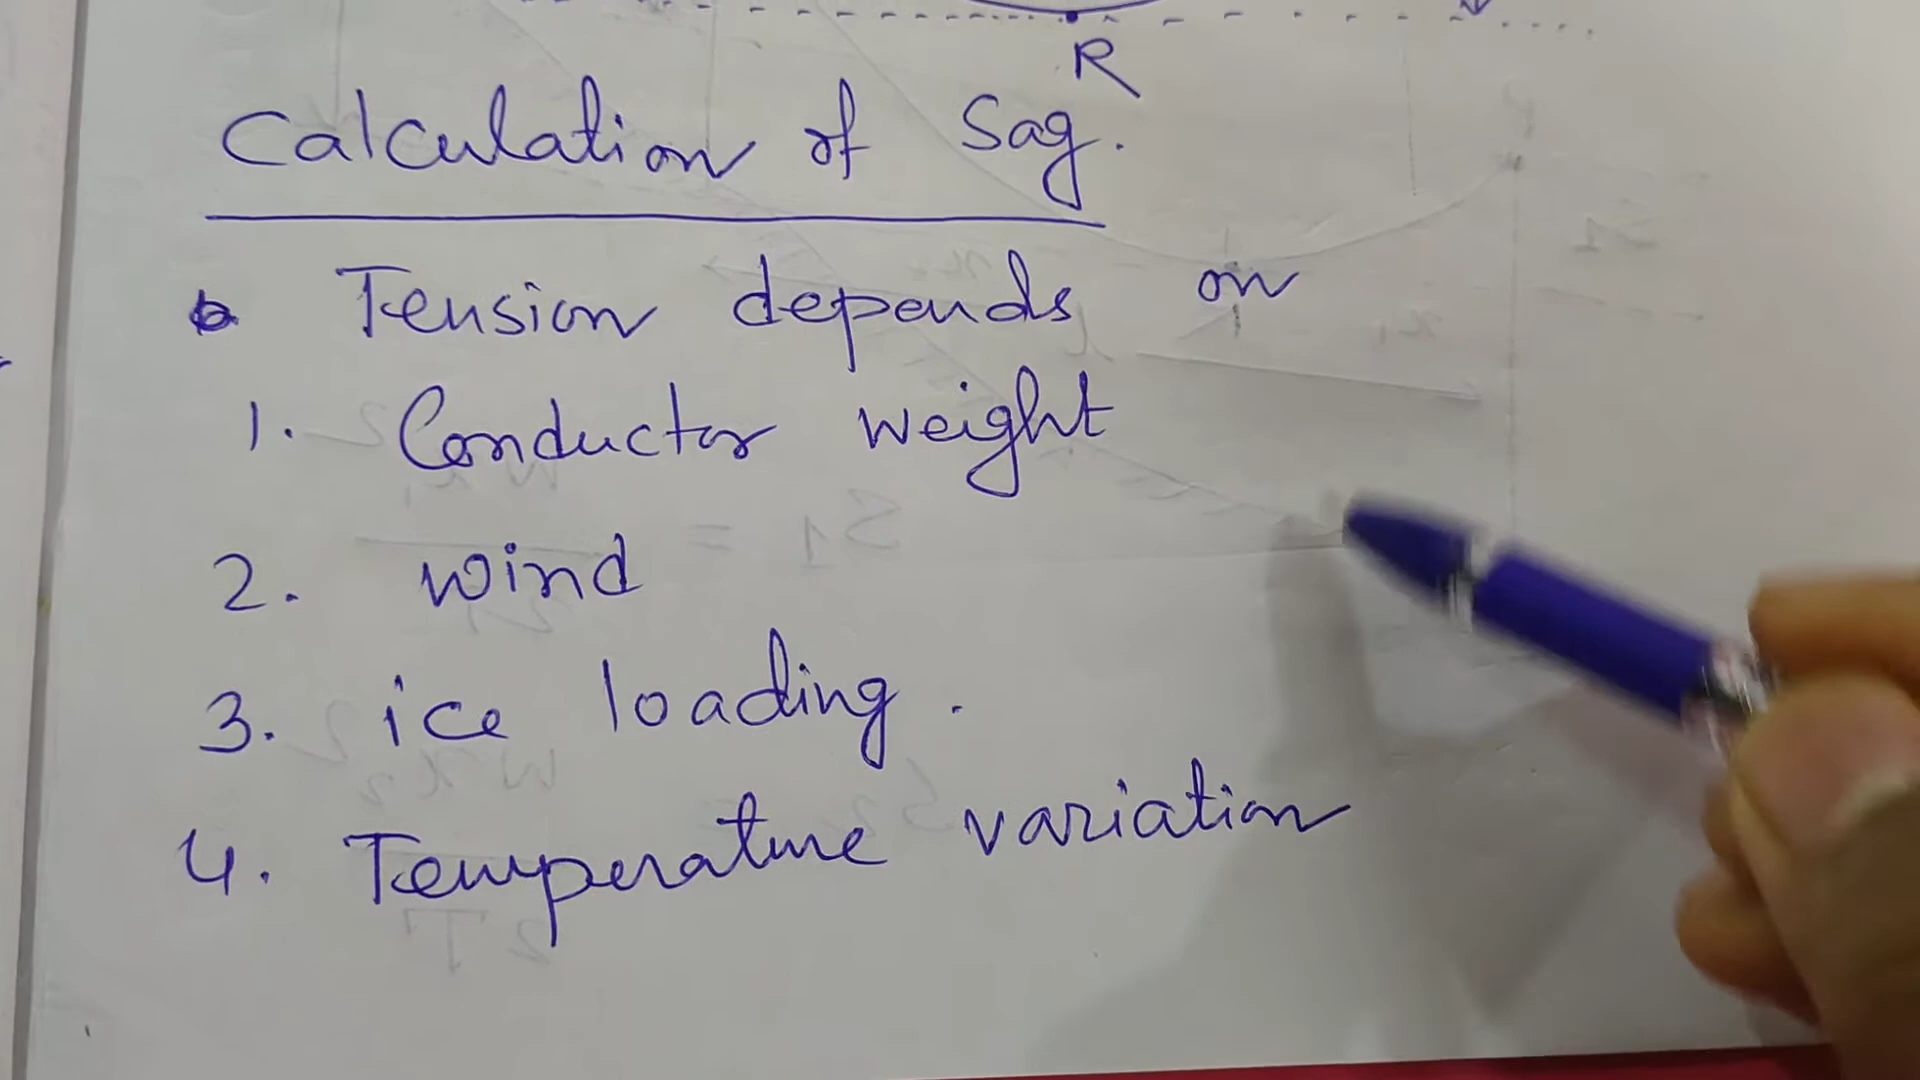 R
Calculation of Sag.
Tension depends on
1. Conductor weight
2. wind
3. ice loading.
4. Temperature variation